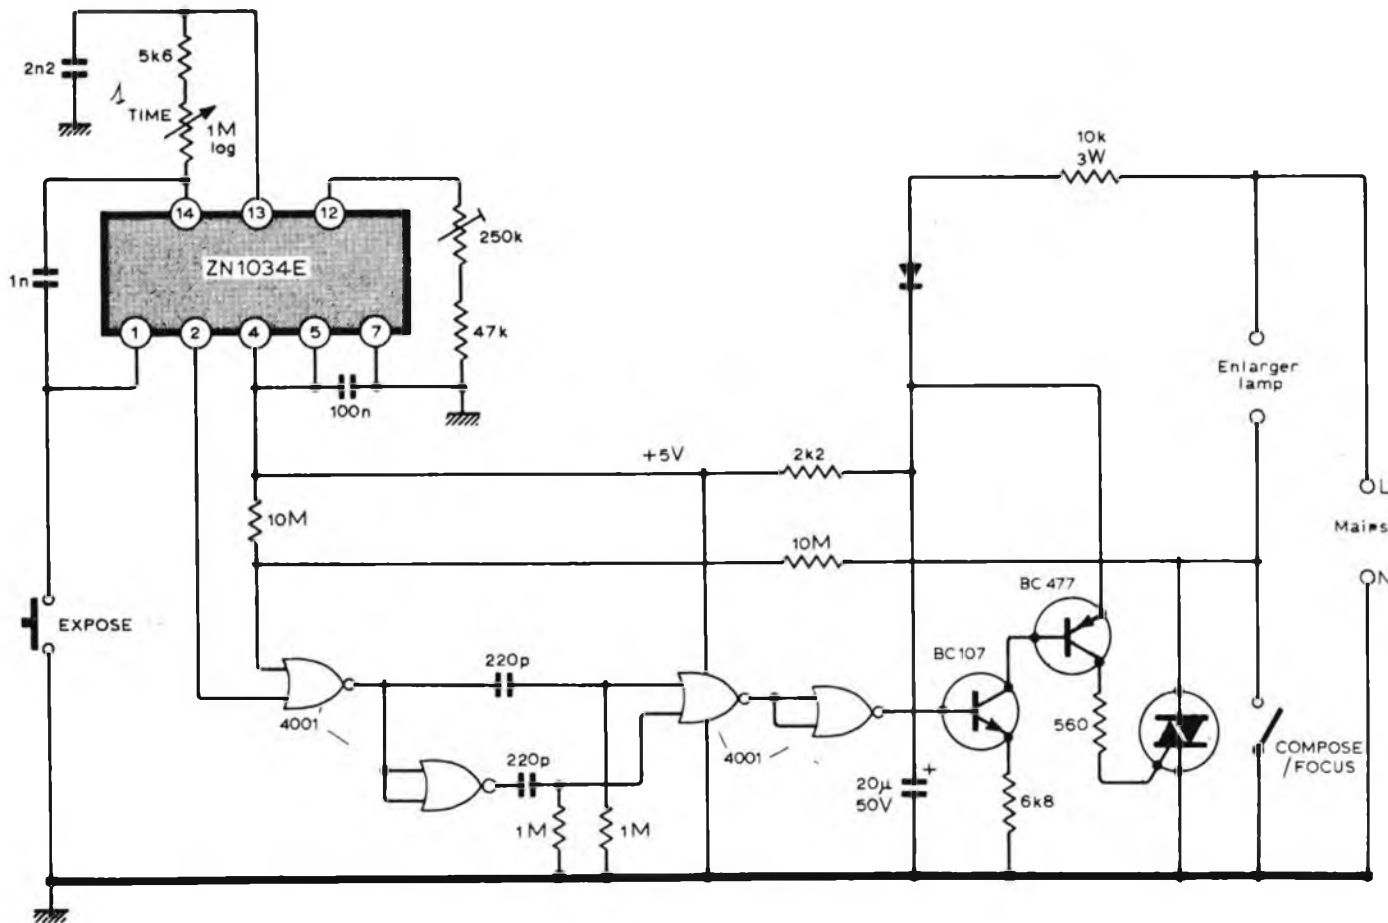 2n2
5k6
TIME
1M
log
10k
3W
14
13
12
ZN1034E
250k
1n
1
2
4
5
7
47k
100n
Enlarger
lamp
+5V
2k2
L
Mains
10M
10M
N
EXPOSE
BC 477
220p
BC107
4001
4001
560
220p
COMPOSE
/FOCUS
20µ +
50V
6k8
1M
1M